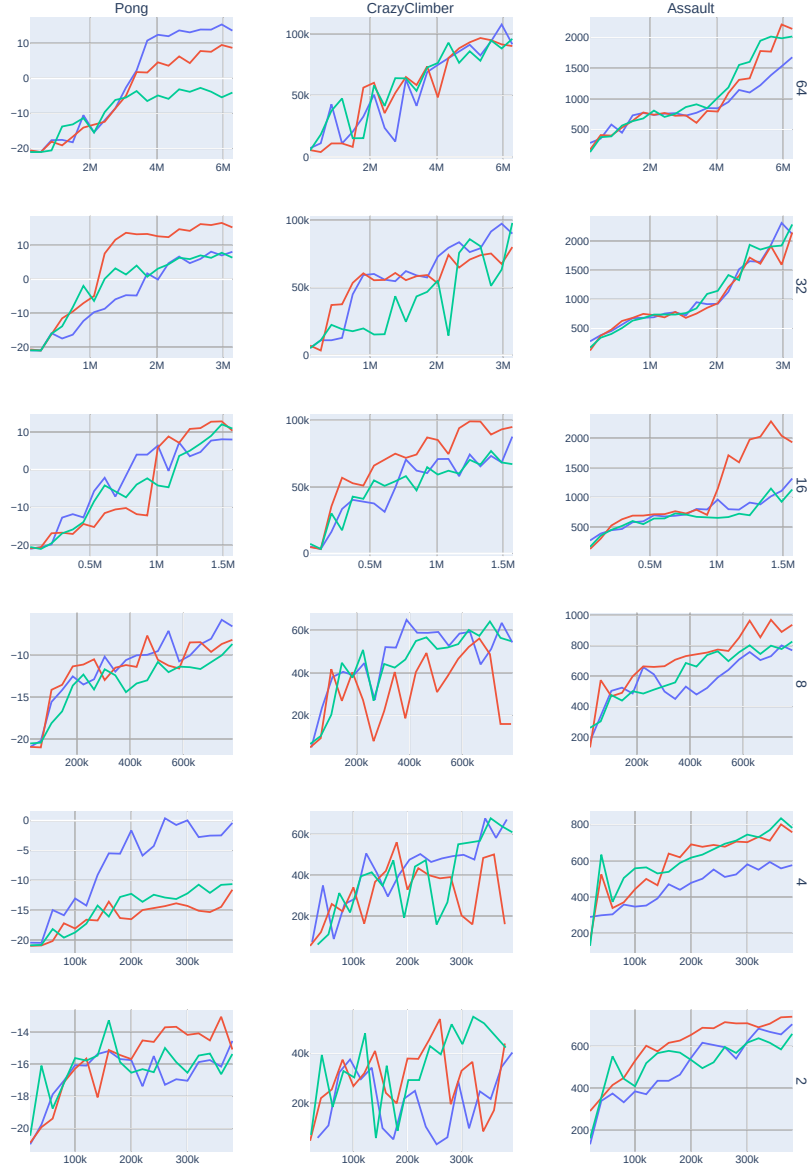 Pong CrazyClimber Assault
10 0 −10 −20 2M 4M 6M
100k 50k 0 2M 4M 6M
2000 1500 1000 500 2M 4M 6M
64
10 0 −10 −20 1M 2M 3M
100k 50k 0 1M 2M 3M
2000 1500 1000 500 1M 2M 3M
32
10 0 −10 −20 0.5M 1M 1.5M
100k 50k 0 0.5M 1M 1.5M
2000 1500 1000 500 0.5M 1M 1.5M
16
−10 −15 −20 200k 400k 600k
60k 40k 20k 200k 400k 600k
1000 800 600 400 200 200k 400k 600k
8
0 −5 −10 −15 −20 100k 200k 300k
60k 40k 20k 100k 200k 300k
800 600 400 200 100k 200k 300k
4
−14 −16 −18 −20 100k 200k 300k
40k 20k 100k 200k 300k
600 400 200 100k 200k 300k
2